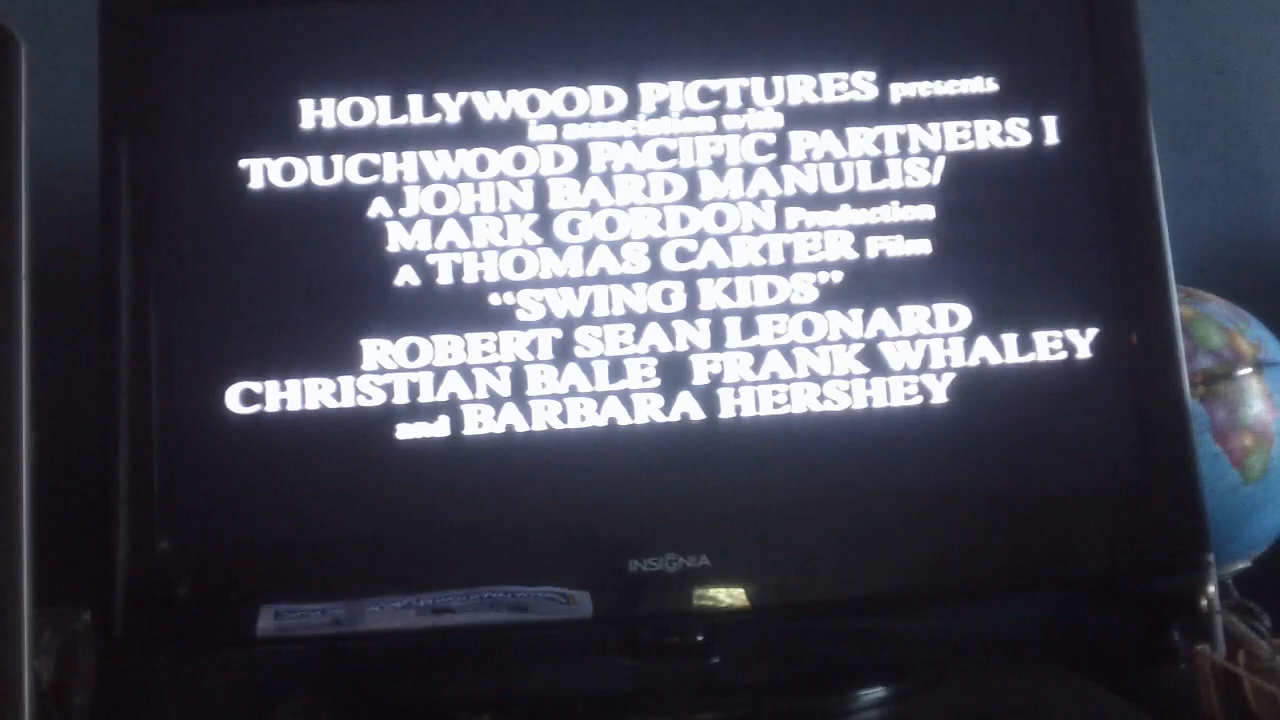 HOLLYWOOD PICTURES presents
in association with
TOUCHWOOD PACIFIC PARTNERS I
A JOHN BARD MANULIS/
MARK GORDON Production
A THOMAS CARTER Film
"SWING KIDS"
ROBERT SEAN LEONARD
CHRISTIAN BALE FRANK WHALEY
and BARBARA HERSHEY
INSIGNIA